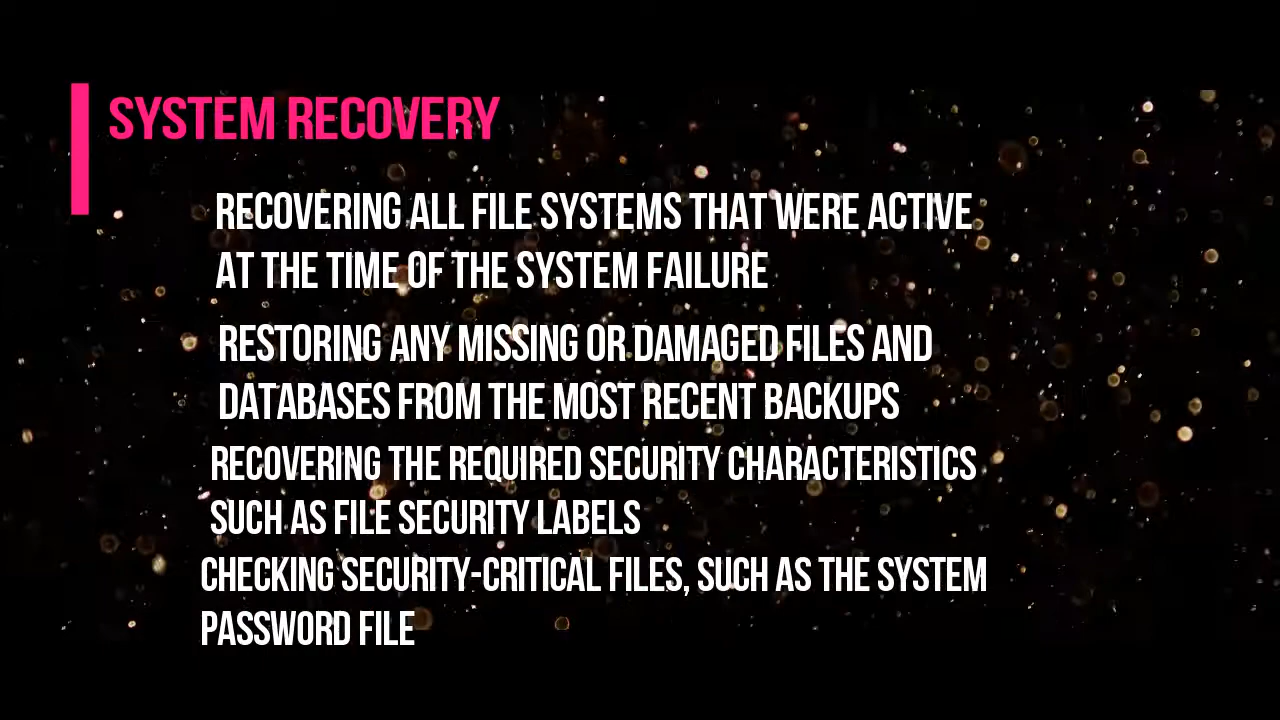 SYSTEM RECOVERY
RECOVERING ALL FILE SYSTEMS THAT WERE ACTIVE
AT THE TIME OF THE SYSTEM FAILURE
RESTORING ANY MISSING OR DAMAGED FILES AND
DATABASES FROM THE MOST RECENT BACKUPS
RECOVERING THE REQUIRED SECURITY CHARACTERISTICS
SUCH AS FILE SECURITY LABELS
CHECKING SECURITY-CRITICAL FILES, SUCH AS THE SYSTEM
PASSWORD FILE